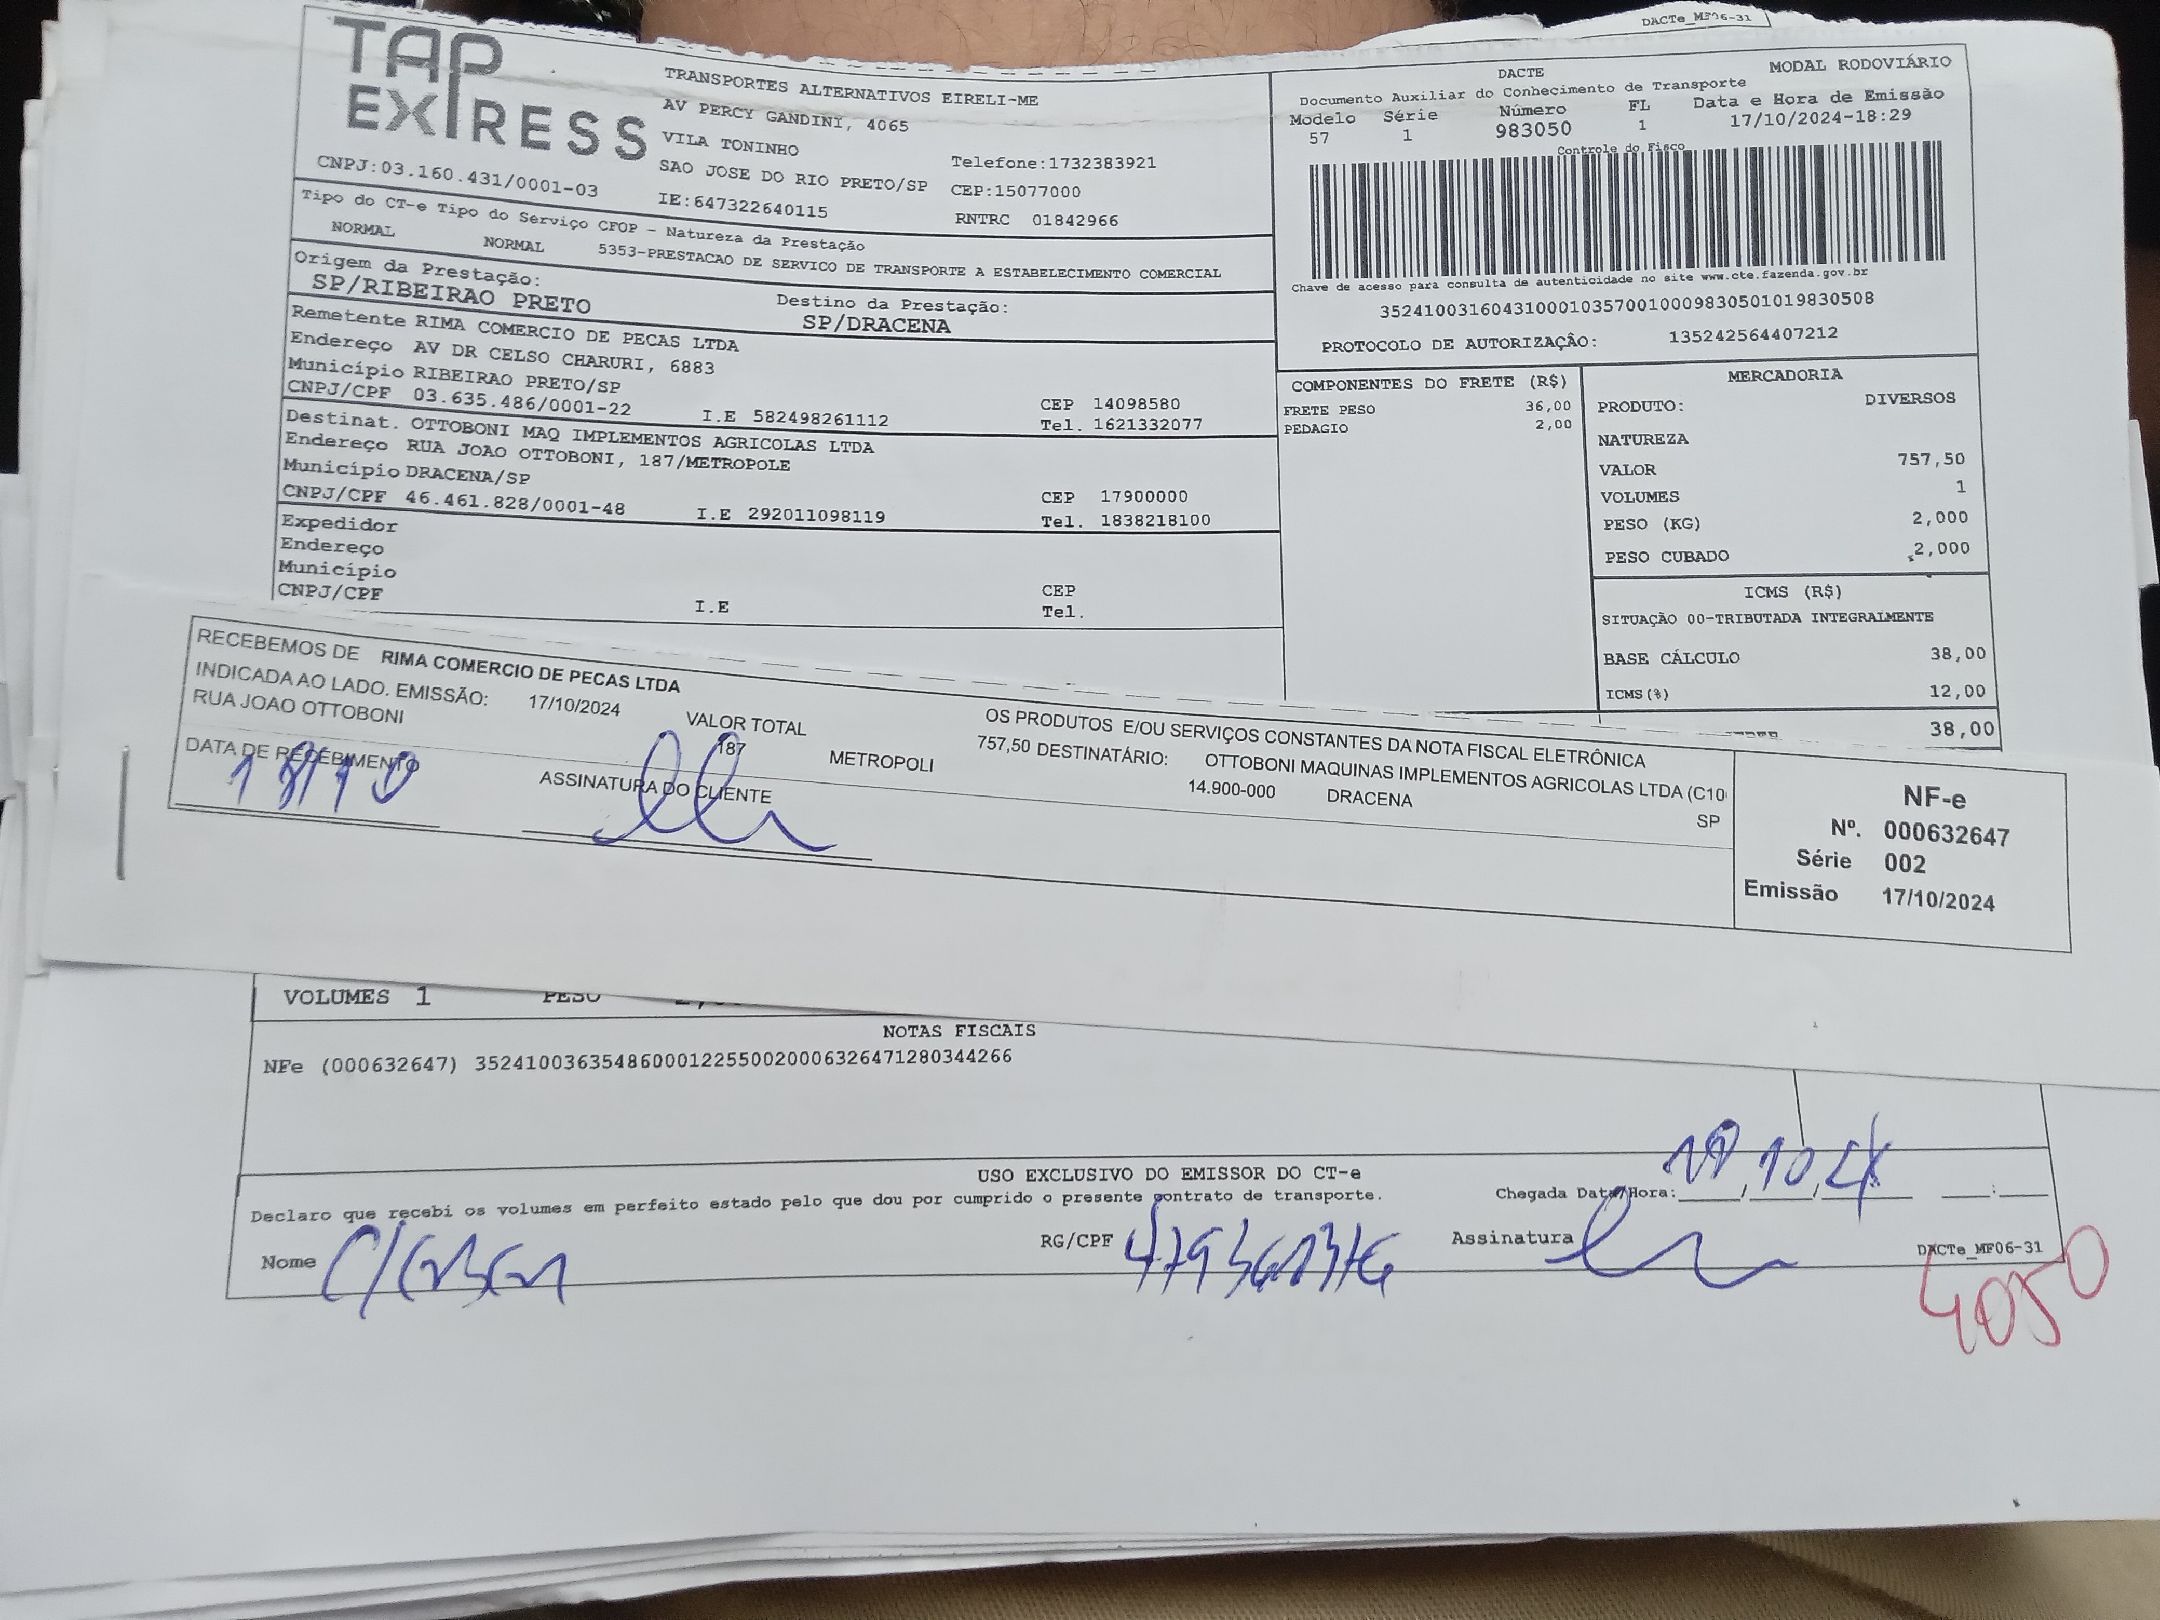 DACTe_MF06-31
TAP EXPRESS
TRANSPORTES ALTERNATIVOS EIRELI-ME
AV PERCY GANDINI, 4065
VILA TONINHO
SAO JOSE DO RIO PRETO/SP
IE:647322640115
Telefone:1732383921
CEP:15077000
RNTRC 01842966
CNPJ:03.160.431/0001-03
DACTE MODAL RODOVIÁRIO
Documento Auxiliar do Conhecimento de Transporte
Modelo Série Número FL Data e Hora de Emissão
57 1 983050 1 17/10/2024-18:29
Controle do Fisco
Chave de acesso para consulta de autenticidade no site www.cte.fazenda.gov.br
35241003160431000103570010009830501019830508
PROTOCOLO DE AUTORIZAÇÃO: 135242564407212
Tipo do CT-e Tipo do Serviço CFOP - Natureza da Prestação
NORMAL NORMAL 5353-PRESTACAO DE SERVICO DE TRANSPORTE A ESTABELECIMENTO COMERCIAL
Origem da Prestação: Destino da Prestação:
SP/RIBEIRAO PRETO SP/DRACENA
Remetente RIMA COMERCIO DE PECAS LTDA
Endereço AV DR CELSO CHARURI, 6883
Município RIBEIRAO PRETO/SP CEP 14098580
CNPJ/CPF 03.635.486/0001-22 I.E 582498261112 Tel. 1621332077
Destinat. OTTOBONI MAQ IMPLEMENTOS AGRICOLAS LTDA
Endereço RUA JOAO OTTOBONI, 187/METROPOLE
Município DRACENA/SP CEP 17900000
CNPJ/CPF 46.461.828/0001-48 I.E 292011098119 Tel. 1838218100
Expedidor
Endereço
Município CEP
CNPJ/CPF I.E Tel.
COMPONENTES DO FRETE (R$)
FRETE PESO 36,00
PEDAGIO 2,00
MERCADORIA
PRODUTO: DIVERSOS
NATUREZA
VALOR 757,50
VOLUMES 1
PESO (KG) 2,000
PESO CUBADO 2,000
ICMS (R$)
SITUAÇÃO 00-TRIBUTADA INTEGRALMENTE
BASE CÁLCULO 38,00
ICMS(%) 12,00
38,00
RECEBEMOS DE RIMA COMERCIO DE PECAS LTDA OS PRODUTOS E/OU SERVIÇOS CONSTANTES DA NOTA FISCAL ELETRÔNICA
INDICADA AO LADO. EMISSÃO: 17/10/2024 VALOR TOTAL 757,50 DESTINATÁRIO: OTTOBONI MAQUINAS IMPLEMENTOS AGRICOLAS LTDA (C10
RUA JOAO OTTOBONI 187 METROPOLI 14.900-000 DRACENA SP
DATA DE RECEBIMENTO ASSINATURA DO CLIENTE
18/10
NF-e
Nº. 000632647
Série 002
Emissão 17/10/2024
VOLUMES 1 PESO
NOTAS FISCAIS
NFe (000632647) 35241003635486000122550020006326471280344266
USO EXCLUSIVO DO EMISSOR DO CT-e
Declaro que recebi os volumes em perfeito estado pelo que dou por cumprido o presente contrato de transporte. Chegada Data/Hora: 18/10/24
Nome RG/CPF Assinatura
DACTe_MF06-31
4050